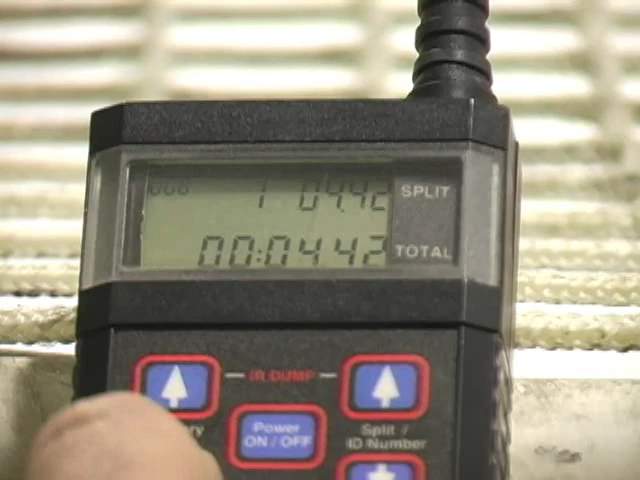 1 04.42 SPLIT
00:04.42 TOTAL
IR DUMP
Power
ON / OFF
Split /
ID Number